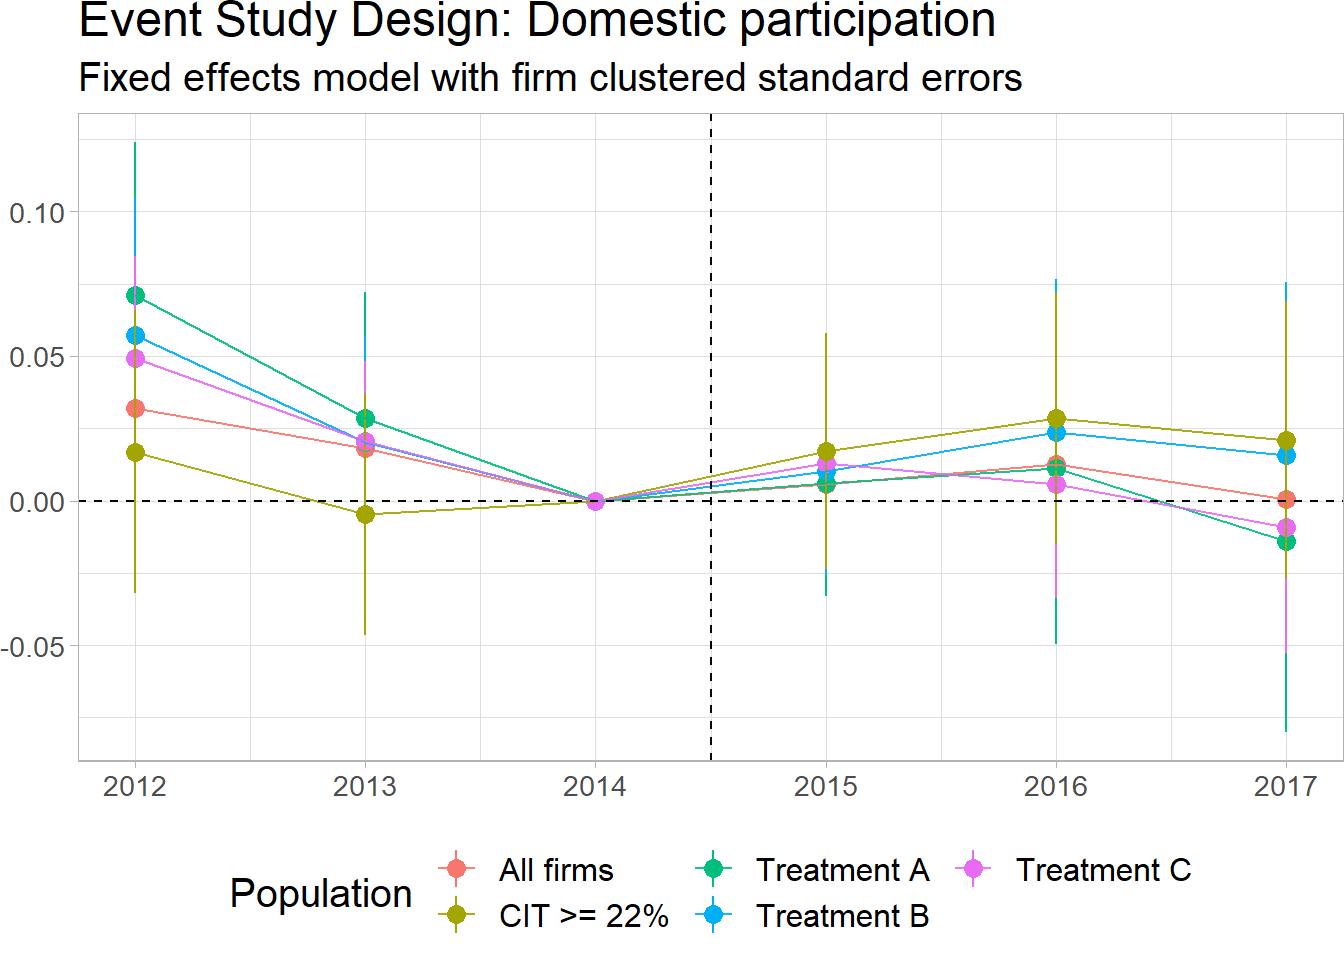 Event Study Design: Domestic participation
Fixed effects model with firm clustered standard errors
0.10
0.05
0.00
-0.05
2012 2013 2014 2015 2016 2017
Population
All firms Treatment A Treatment C
CIT >= 22% Treatment B